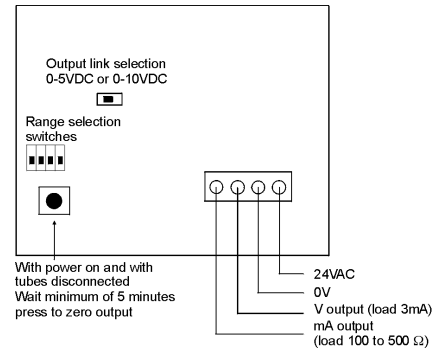 Output link selection
0-5VDC or 0-10VDC
Range selection
switches
With power on and with
tubes disconnected
Wait minimum of 5 minutes
press to zero output
24VAC
0V
V output (load 3mA)
mA output
(load 100 to 500 Ω)